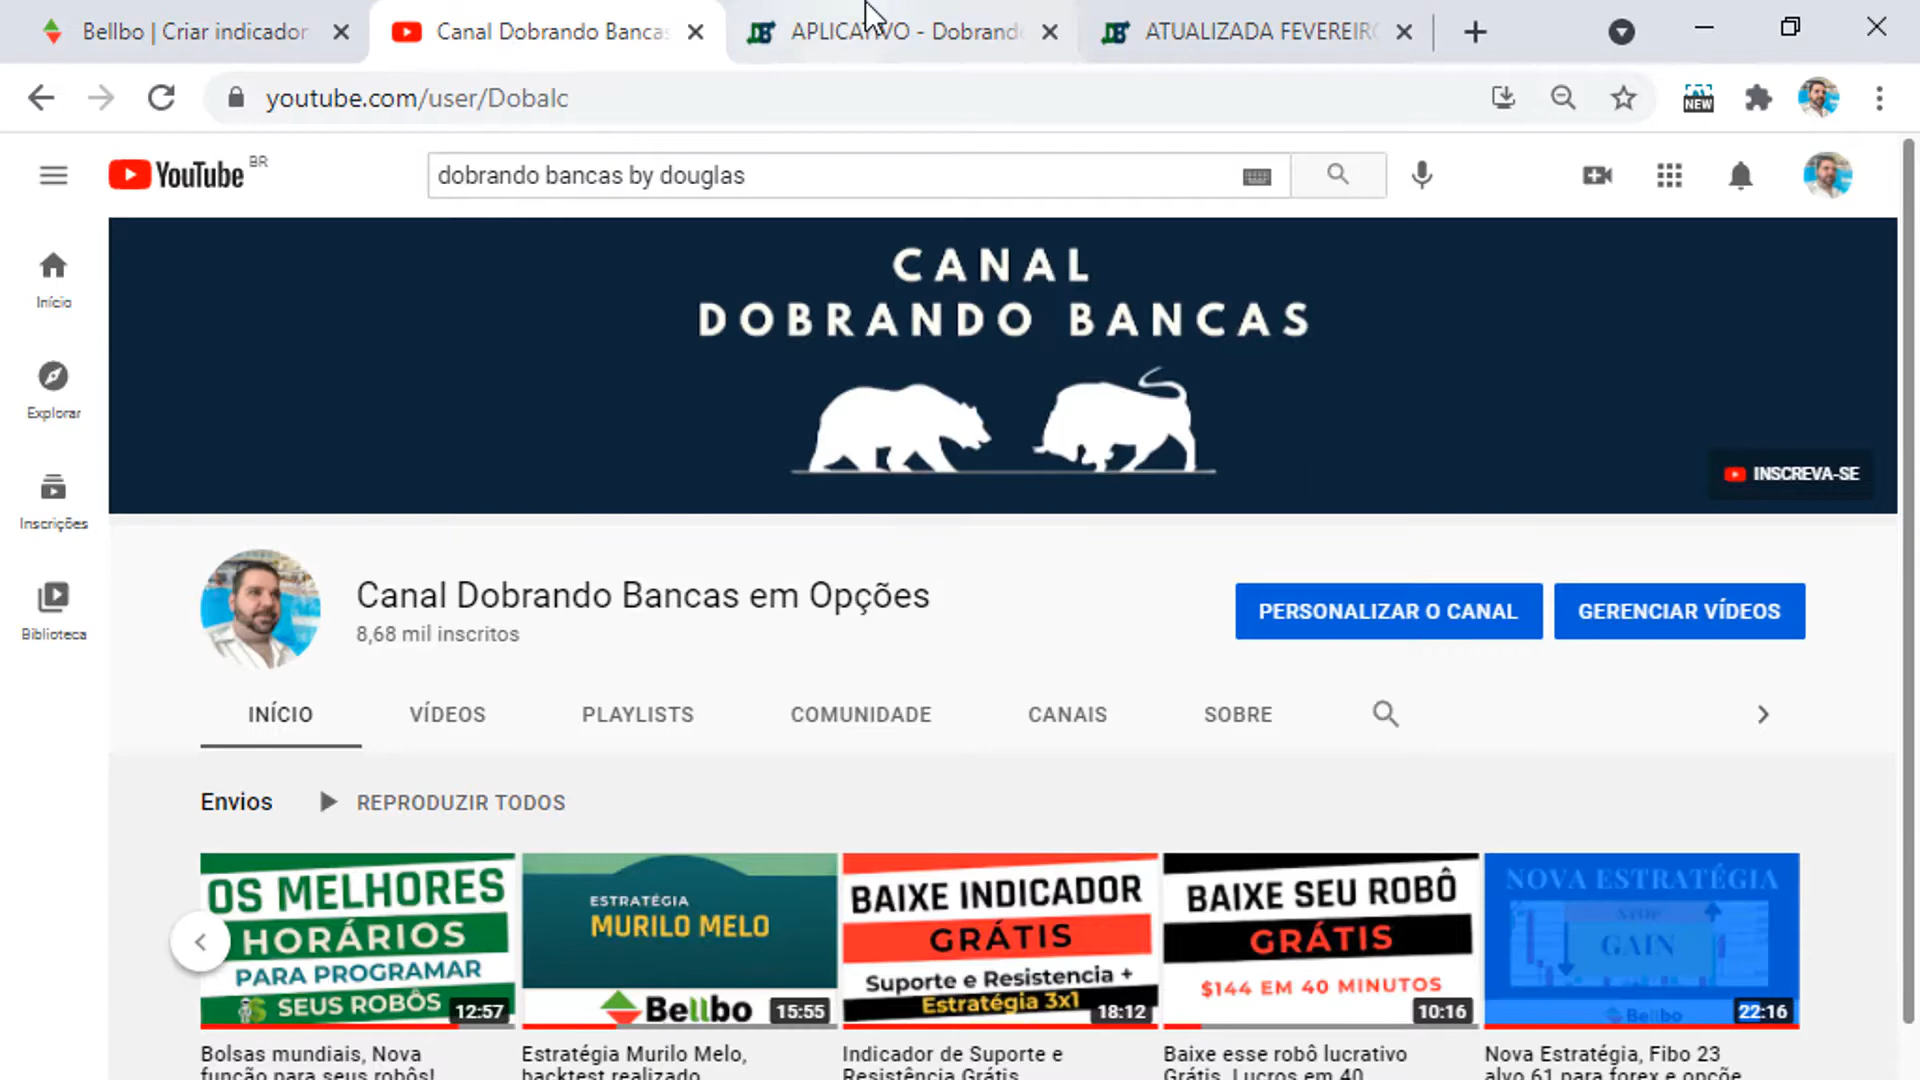 Bellbo | Criar indicador
Canal Dobrando Bancas
APLICATIVO - Dobrand
ATUALIZADA FEVEREIR
youtube.com/user/Dobalc
NEW
YouTube BR
dobrando bancas by douglas
CANAL
DOBRANDO BANCAS
INSCREVA-SE
Início
Explorar
Inscrições
Biblioteca
Canal Dobrando Bancas em Opções
8,68 mil inscritos
PERSONALIZAR O CANAL
GERENCIAR VÍDEOS
INÍCIO
VÍDEOS
PLAYLISTS
COMUNIDADE
CANAIS
SOBRE
Envios
REPRODUZIR TODOS
OS MELHORES
HORÁRIOS
PARA PROGRAMAR
SEUS ROBÔS
12:57
ESTRATÉGIA
MURILO MELO
Bellbo
15:55
BAIXE INDICADOR
GRÁTIS
Suporte e Resistencia +
Estratégia 3x1
18:12
BAIXE SEU ROBÔ
GRÁTIS
$144 EM 40 MINUTOS
10:16
NOVA ESTRATÉGIA
STOP
GAIN
Bellbo
22:16
Bolsas mundiais, Nova
função para seus robôs!
Estratégia Murilo Melo,
backtest realizado
Indicador de Suporte e
Resistência Grátis
Baixe esse robô lucrativo
Grátis, Lucros em 40
Nova Estratégia, Fibo 23
alvo 61 para forex e opçõe